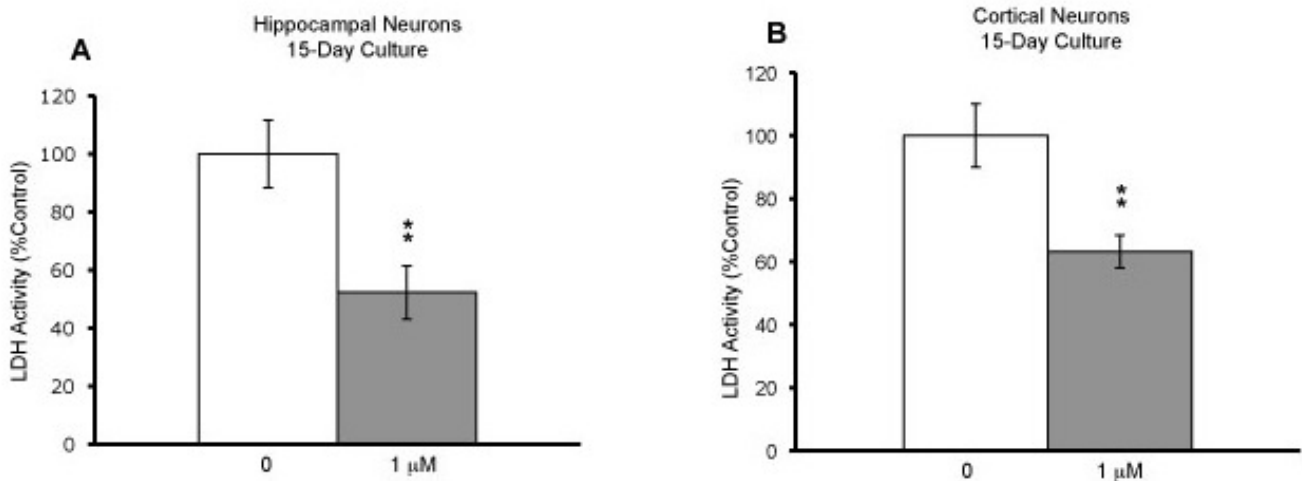 A
Hippocampal Neurons
15-Day Culture
LDH Activity (%Control)
120
100
80
60
40
20
0
**
0
1 μM
B
Cortical Neurons
15-Day Culture
LDH Activity (%Control)
120
100
80
60
40
20
0
**
0
1 μM